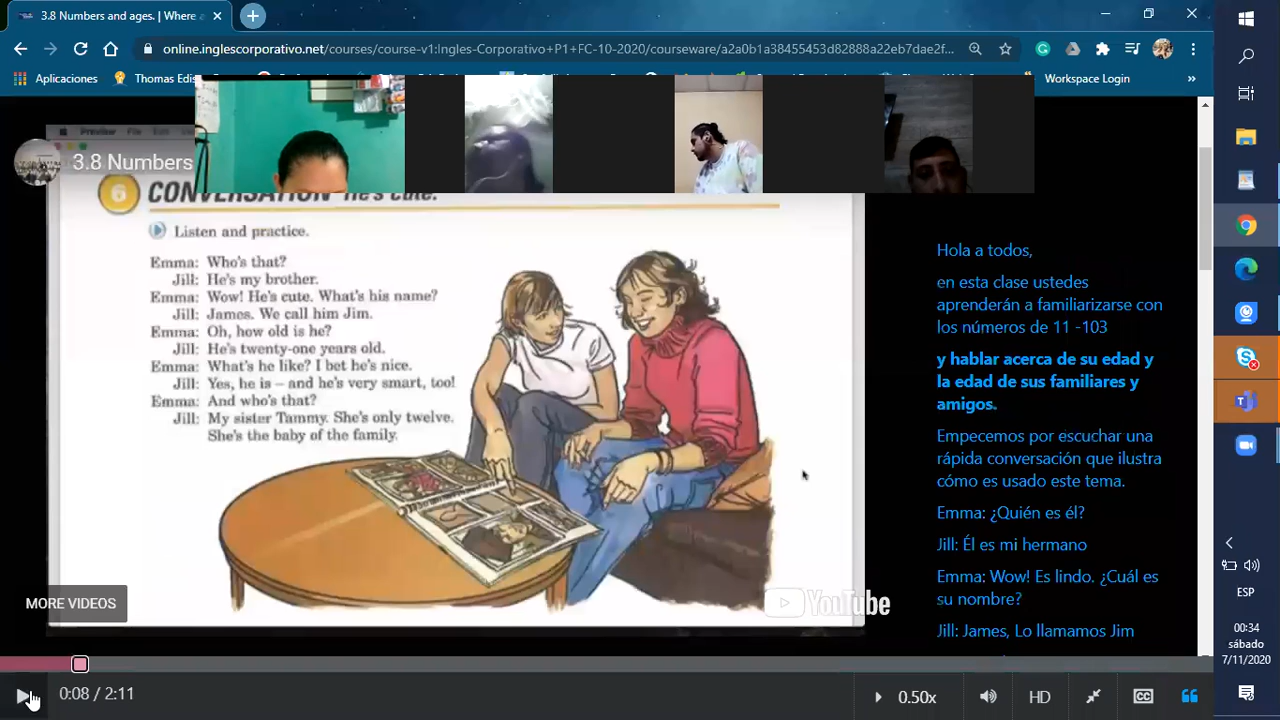 3.8 Numbers and ages. | Where
online.inglescorporativo.net/courses/course-v1:Ingles-Corporativo+P1+FC-10-2020/courseware/a2a0b1a38455453d82888a22eb7dae2f...
Aplicaciones
Thomas Edis
Workspace Login
»
Preview File
3.8 Numbers
6 CONVERSATION He's cute.
Listen and practice.
Emma: Who's that?
Jill: He's my brother.
Emma: Wow! He's cute. What's his name?
Jill: James. We call him Jim.
Emma: Oh, how old is he?
Jill: He's twenty-one years old.
Emma: What's he like? I bet he's nice.
Jill: Yes, he is – and he's very smart, too!
Emma: And who's that?
Jill: My sister Tammy. She's only twelve.
She's the baby of the family.
MORE VIDEOS
YouTube
Hola a todos,
en esta clase ustedes
aprenderán a familiarizarse con
los números de 11 -103
y hablar acerca de su edad y
la edad de sus familiares y
amigos.
Empecemos por escuchar una
rápida conversación que ilustra
cómo es usado este tema.
Emma: ¿Quién es él?
Jill: Él es mi hermano
Emma: Wow! Es lindo. ¿Cuál es
su nombre?
Jill: James, Lo llamamos Jim
0:08 / 2:11
0.50x
HD
CC
ESP
00:34
sábado
7/11/2020